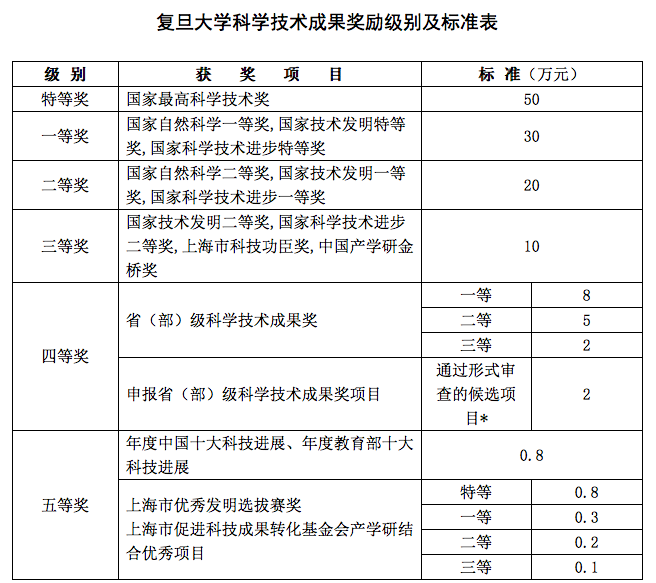 复旦大学科学技术成果奖励级别及标准表
级 别 获 奖 项 目 标 准（万元）
特等奖 国家最高科学技术奖 50
一等奖 国家自然科学一等奖,国家技术发明特等
奖,国家科学技术进步特等奖 30
二等奖 国家自然科学二等奖,国家技术发明一等
奖,国家科学技术进步一等奖 20
三等奖 国家技术发明二等奖,国家科学技术进步
二等奖,上海市科技功臣奖,中国产学研金
桥奖 10
四等奖 省（部）级科学技术成果奖 一等 8
二等 5
三等 2
申报省（部）级科学技术成果奖项目 通过形式审
查的候选项
目* 2
五等奖 年度中国十大科技进展、年度教育部十大
科技进展 0.8
上海市优秀发明选拔赛奖
上海市促进科技成果转化基金会产学研结
合优秀项目 特等 0.8
一等 0.3
二等 0.2
三等 0.1